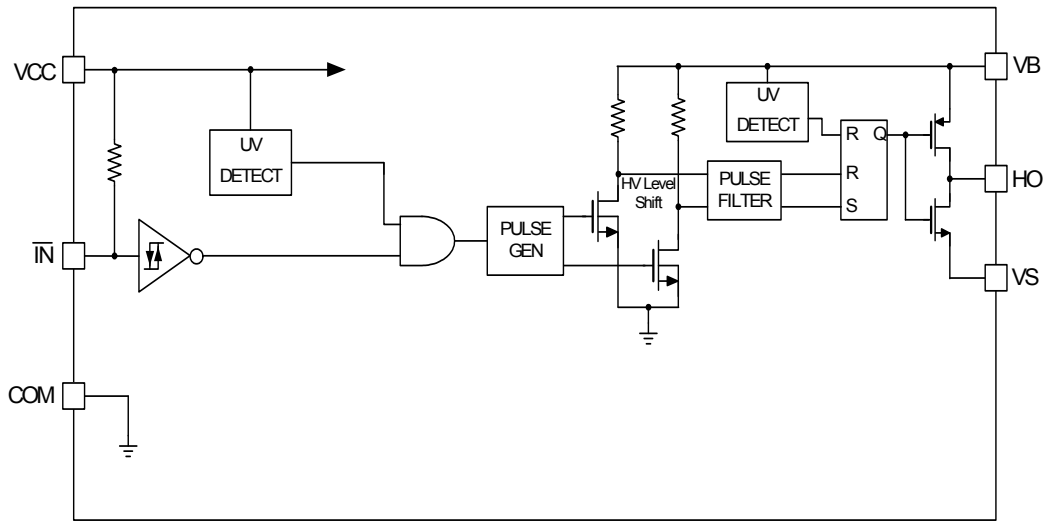 VCC
UV
DETECT
IN
COM
PULSE
GEN
HV Level
Shift
UV
DETECT
PULSE
FILTER
R
Q
R
S
VB
HO
VS